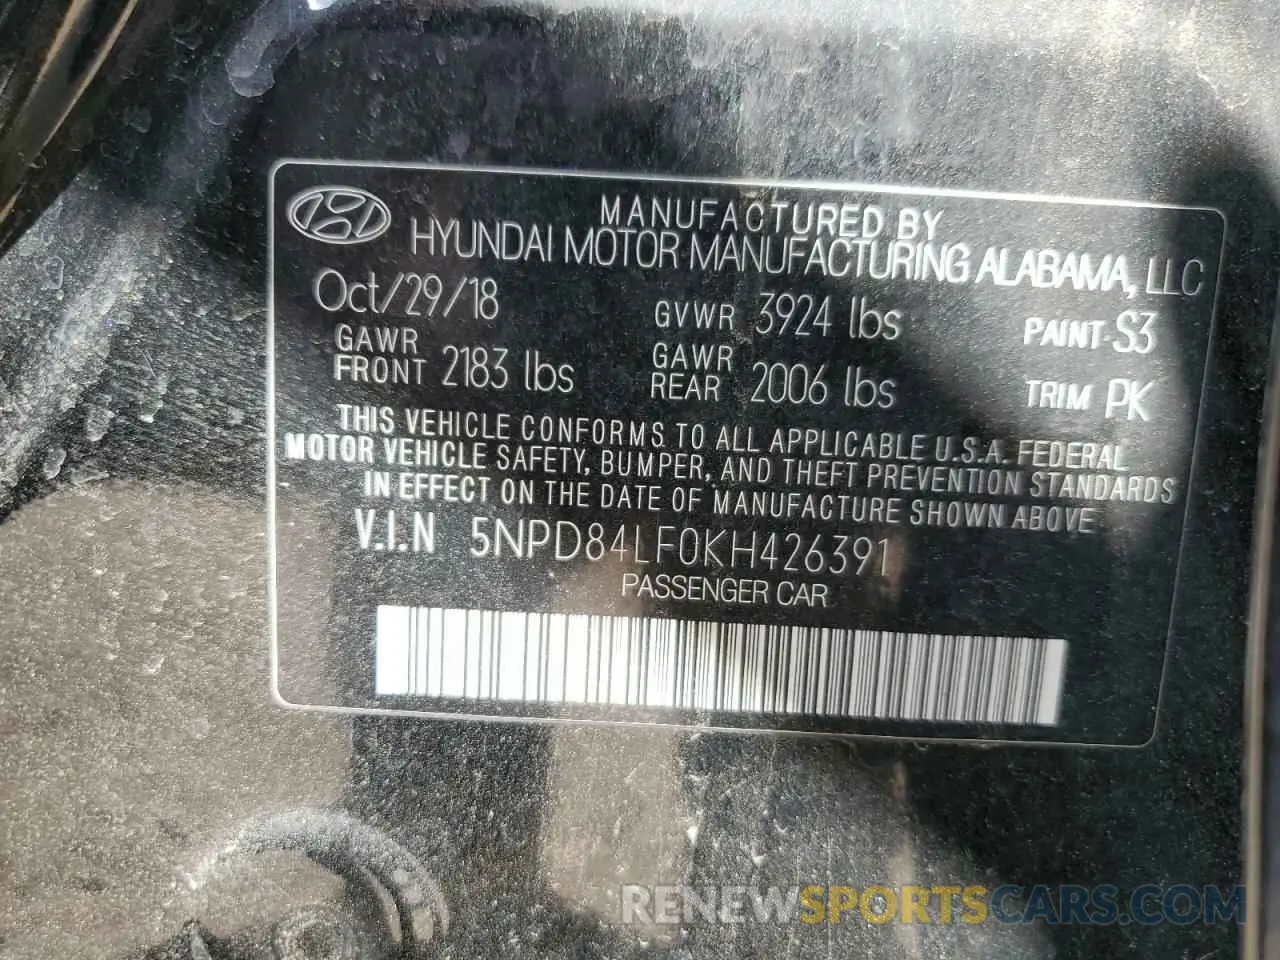 MANUFACTURED BY
HYUNDAI MOTOR MANUFACTURING ALABAMA, LLC
Oct/29/18 GVWR 3924 lbs PAINT S3
GAWR FRONT 2183 lbs GAWR REAR 2006 lbs TRIM PK
THIS VEHICLE CONFORMS TO ALL APPLICABLE U.S.A. FEDERAL
MOTOR VEHICLE SAFETY, BUMPER, AND THEFT PREVENTION STANDARDS
IN EFFECT ON THE DATE OF MANUFACTURE SHOWN ABOVE
V.I.N 5NPD84LF0KH426391
PASSENGER CAR
RENEWSPORTSCARS.COM